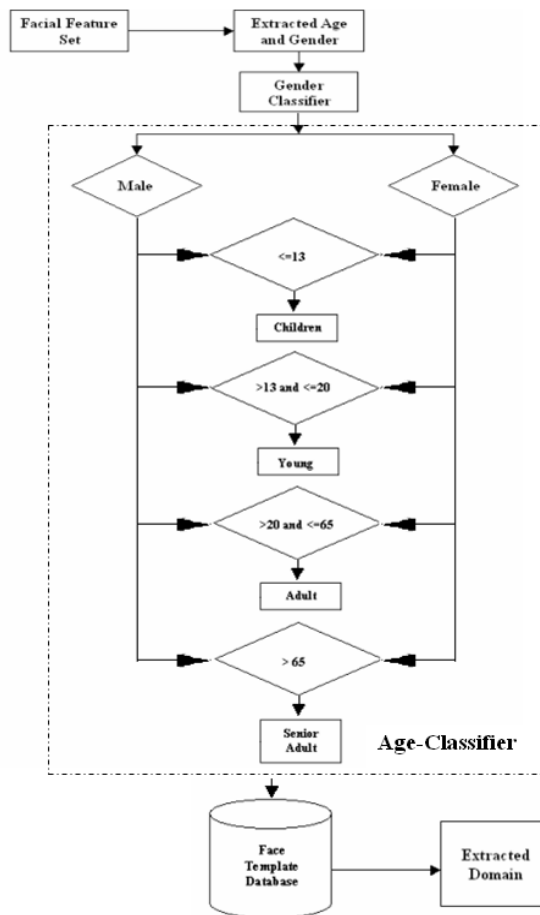 Facial Feature
Set
Extracted Age
and Gender
Gender
Classifier
Male
Female
<=13
Children
>13 and <=20
Young
>20 and <=65
Adult
> 65
Senior
Adult
Age-Classifier
Face
Template
Database
Extracted
Domain